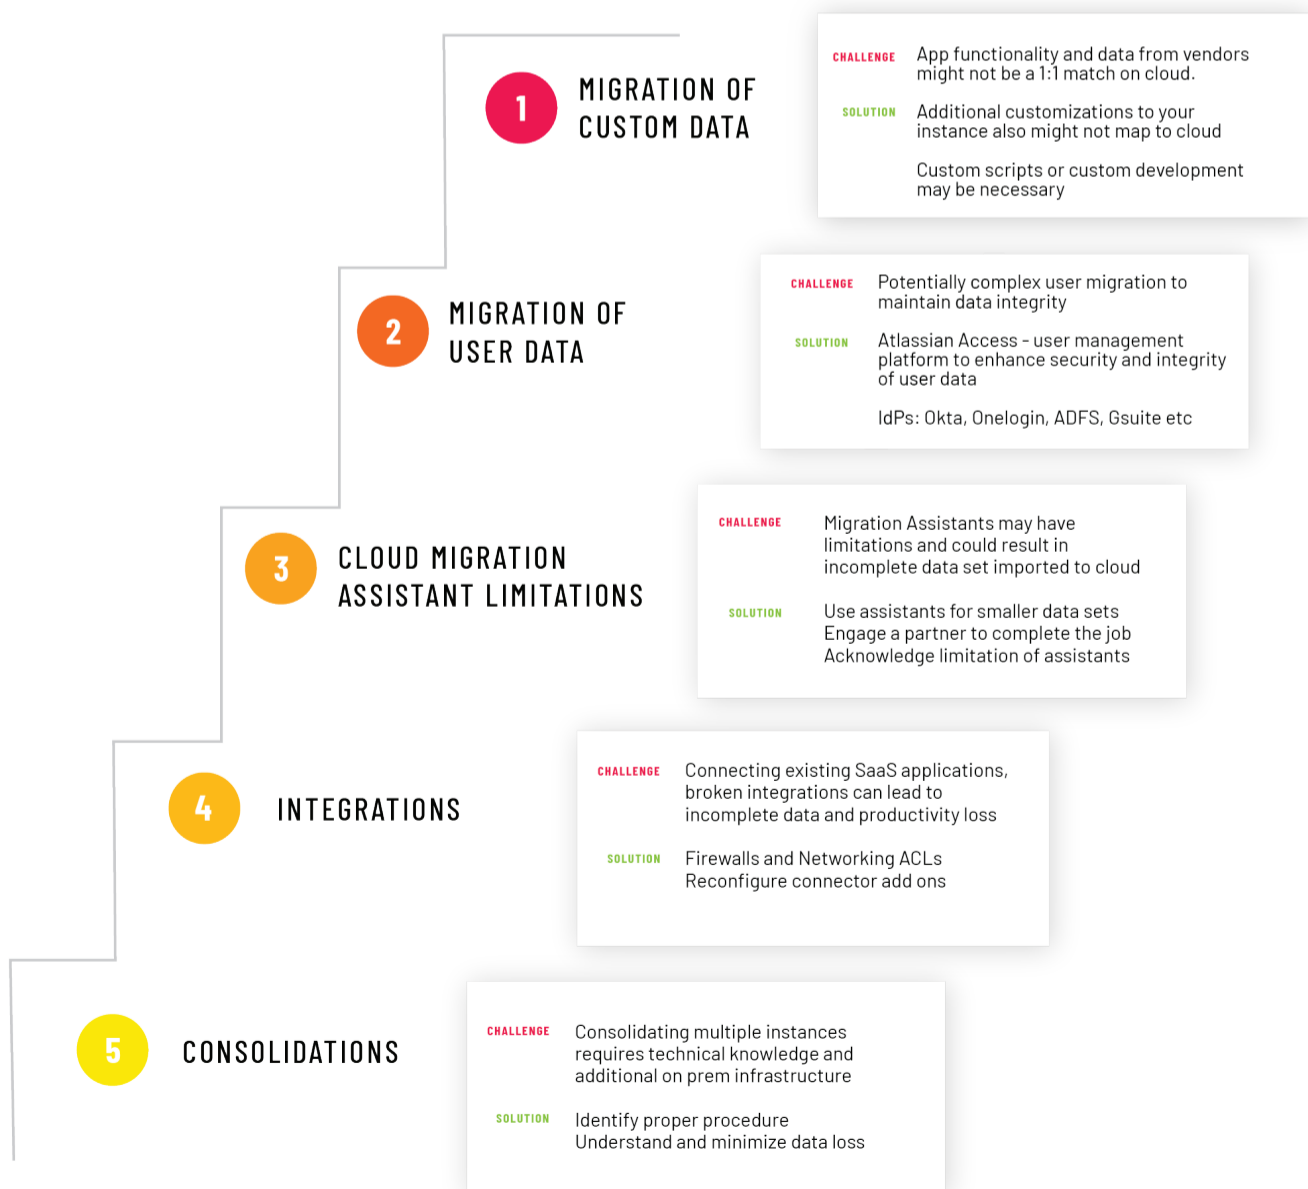 1
MIGRATION OF
CUSTOM DATA
CHALLENGE
App functionality and data from vendors
might not be a 1:1 match on cloud.
SOLUTION
Additional customizations to your
instance also might not map to cloud
Custom scripts or custom development
may be necessary
2
MIGRATION OF
USER DATA
CHALLENGE
Potentially complex user migration to
maintain data integrity
SOLUTION
Atlassian Access - user management
platform to enhance security and integrity
of user data
IdPs: Okta, Onelogin, ADFS, Gsuite etc
3
CLOUD MIGRATION
ASSISTANT LIMITATIONS
CHALLENGE
Migration Assistants may have
limitations and could result in
incomplete data set imported to cloud
SOLUTION
Use assistants for smaller data sets
Engage a partner to complete the job
Acknowledge limitation of assistants
4
INTEGRATIONS
CHALLENGE
Connecting existing SaaS applications,
broken integrations can lead to
incomplete data and productivity loss
SOLUTION
Firewalls and Networking ACLs
Reconfigure connector add ons
5
CONSOLIDATIONS
CHALLENGE
Consolidating multiple instances
requires technical knowledge and
additional on prem infrastructure
SOLUTION
Identify proper procedure
Understand and minimize data loss